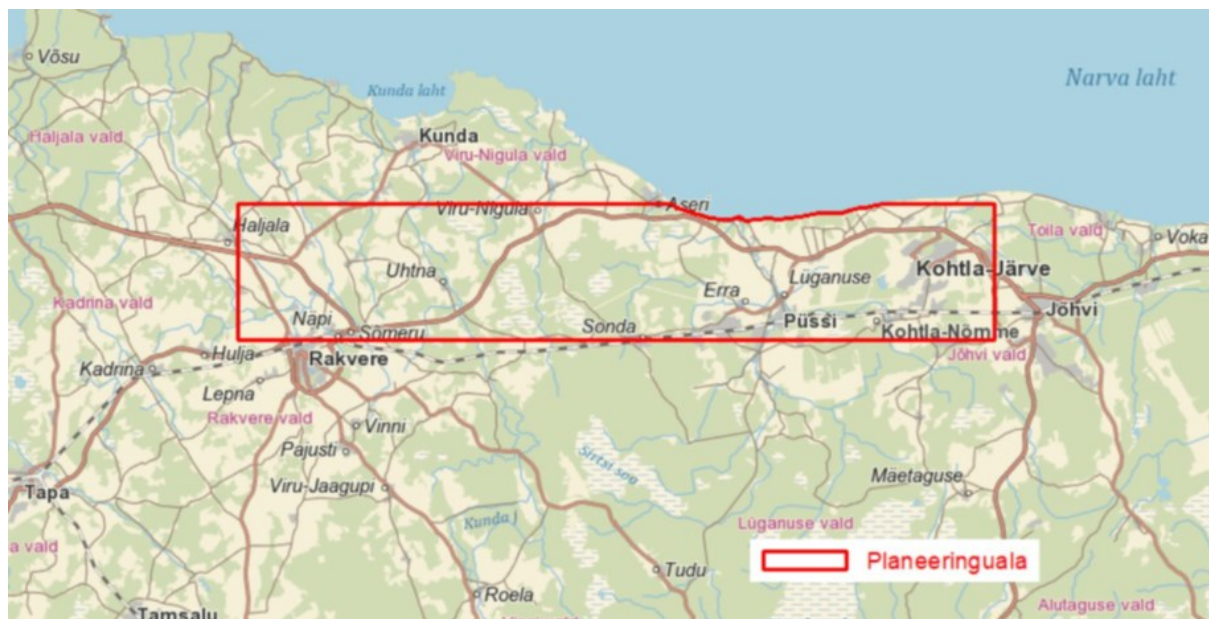 Võsu
Kunda laht
Narva laht
Haljala vald
Kunda
Viru-Nigula vald
Aseri
Viru-Nigula
Haljala
Toila vald
Voka
Uhtna
Kohtla-Järve
Lüganuse
Erra
Kadrina vald
Näpi
Sõmeru
Sonda
Püssi
Jõhvi
Kohtla-Nõmme
Hulja
Rakvere
Jõhvi vald
Kadrina
Lepna
Rakvere vald
Vinni
Pajusti
Sirtsi soo
Mäetaguse
Tapa
Viru-Jaagupi
Kunda j
Lüganuse vald
a vald
Planeeringuala
Tudu
Roela
Alutaguse vald
Tamsalu